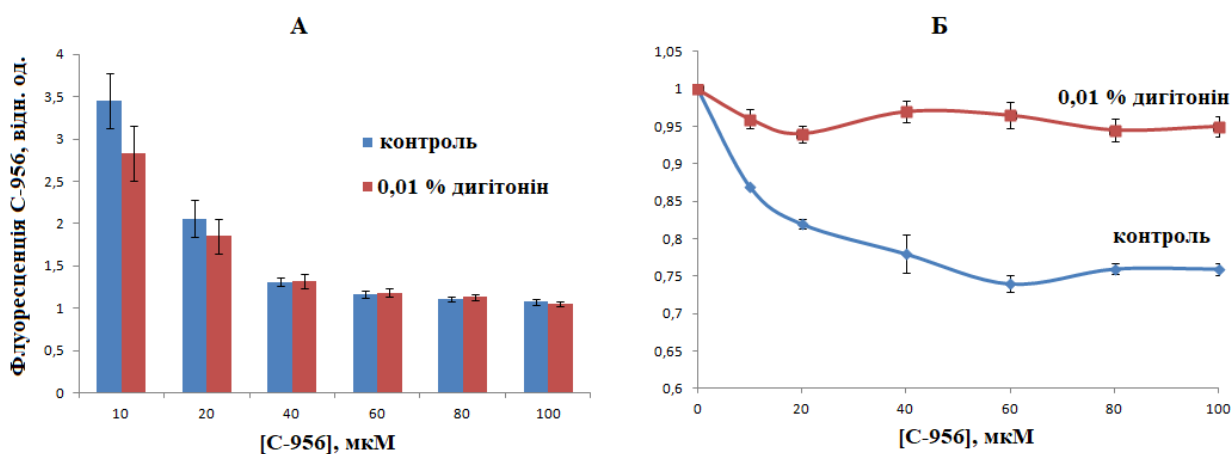 А
Флуоресценція С-956, відн. од.
4
3,5
3
2,5
2
1,5
1
0,5
0
контроль
0,01 % дигітонін
10 20 40 60 80 100
[С-956], мкМ
Б
1,05
1
0,95
0,9
0,85
0,8
0,75
0,7
0,65
0,6
0,01 % дигітонін
контроль
0 20 40 60 80 100
[С-956], мкМ